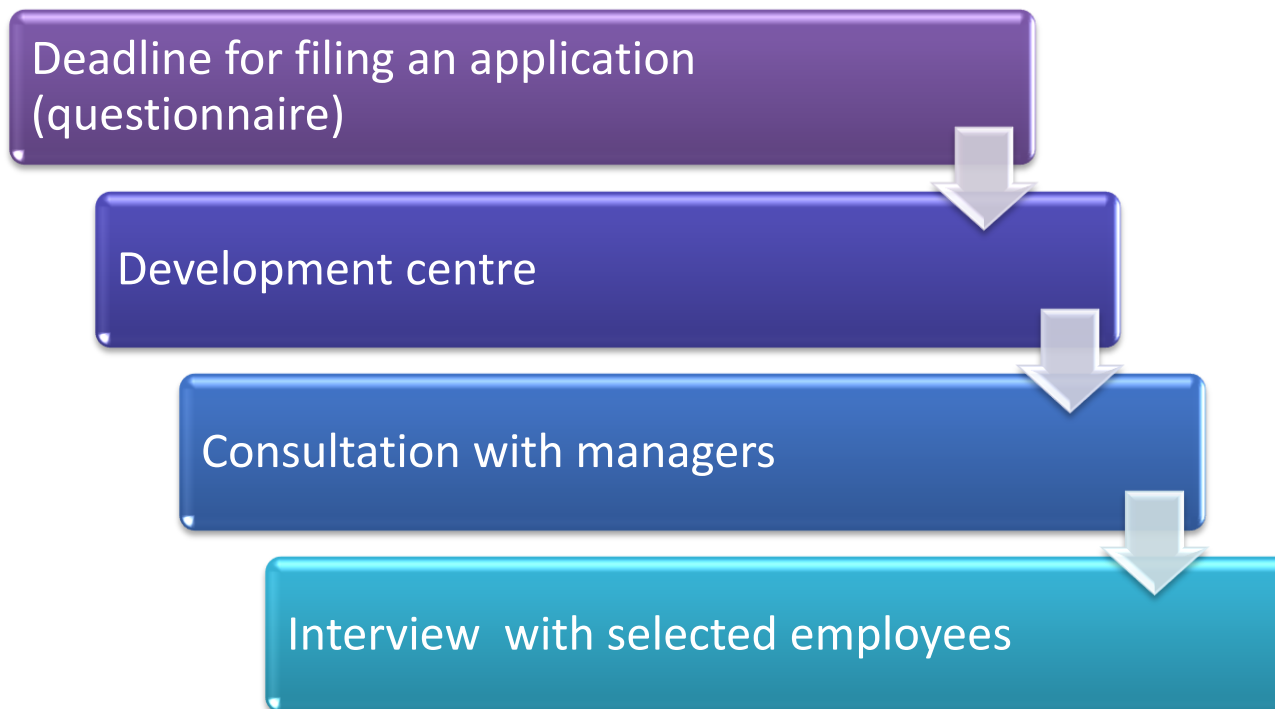 Deadline for filing an application
(questionnaire)
Development centre
Consultation with managers
Interview  with selected employees